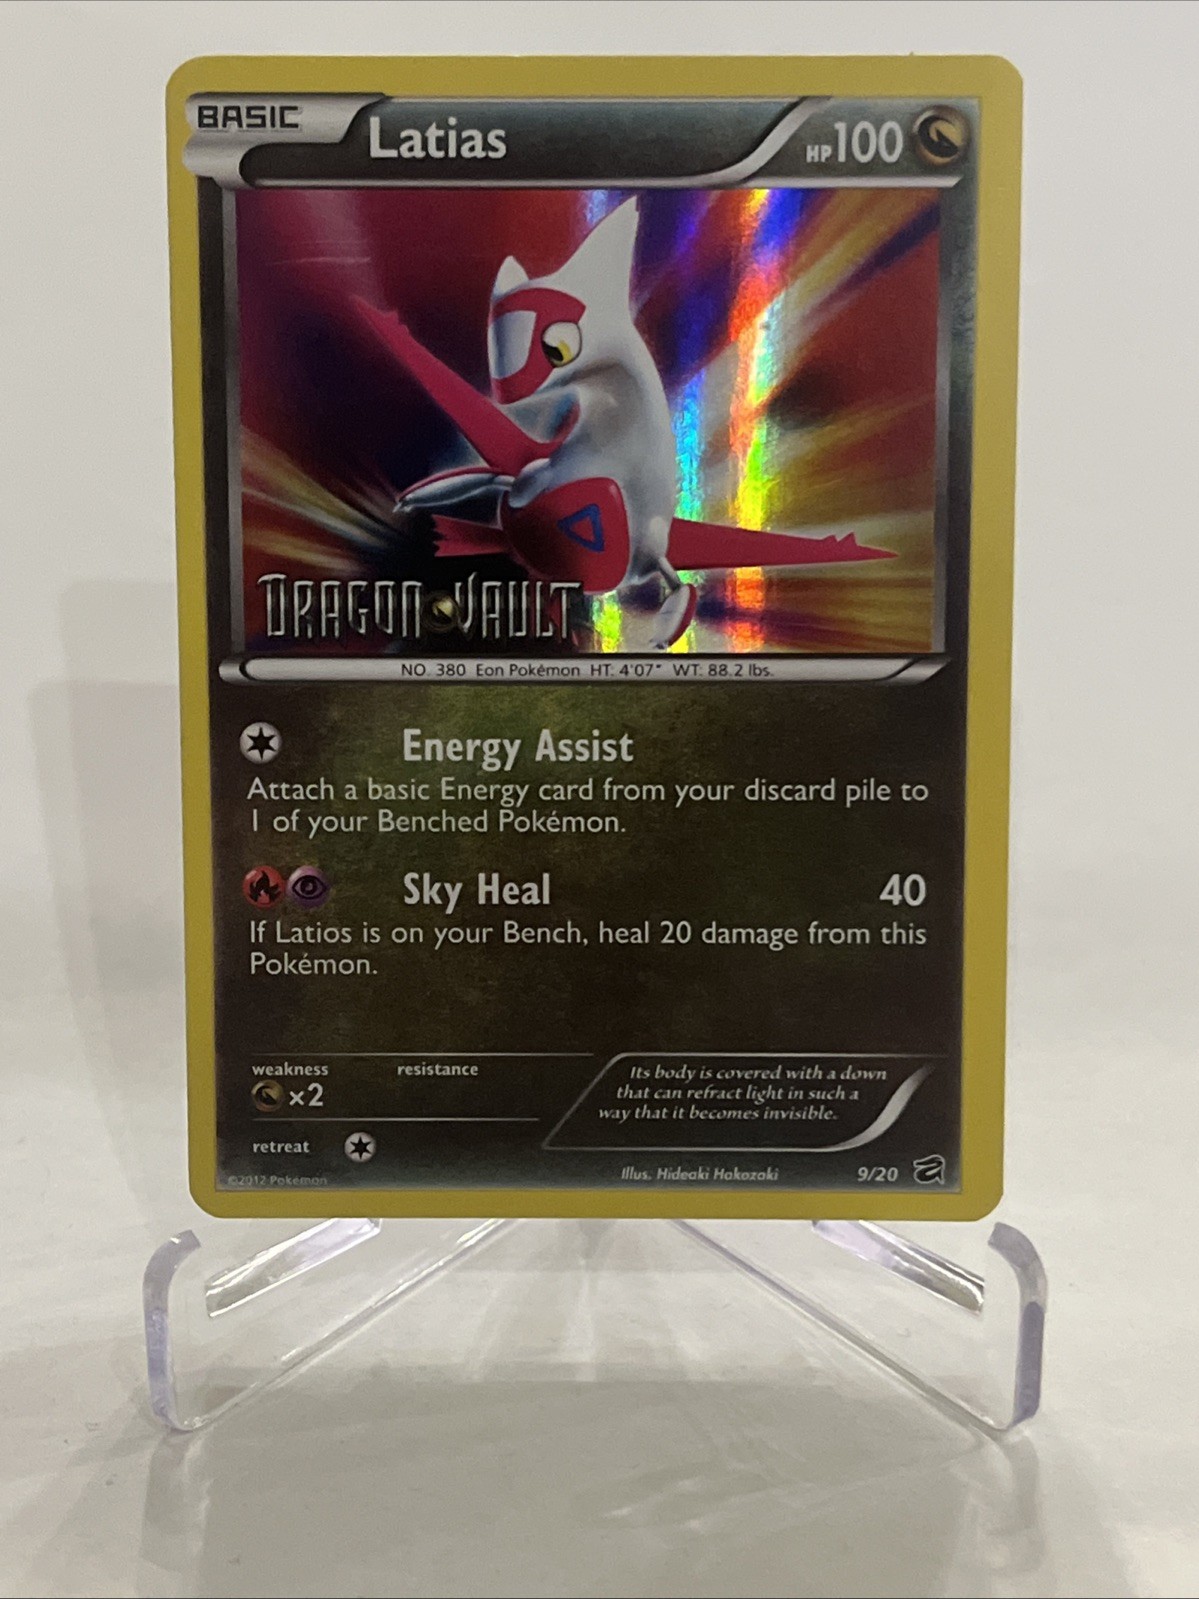 BASIC
Latias
HP100
DRAGON VAULT
NO. 380 Eon Pokémon HT: 4'07" WT: 88.2 lbs.
Energy Assist
Attach a basic Energy card from your discard pile to
1 of your Benched Pokémon.
Sky Heal 40
If Latios is on your Bench, heal 20 damage from this
Pokémon.
weakness resistance
×2
Its body is covered with a down
that can refract light in such a
way that it becomes invisible.
retreat
©2012 Pokémon
Illus. Hideaki Hakozaki
9/20